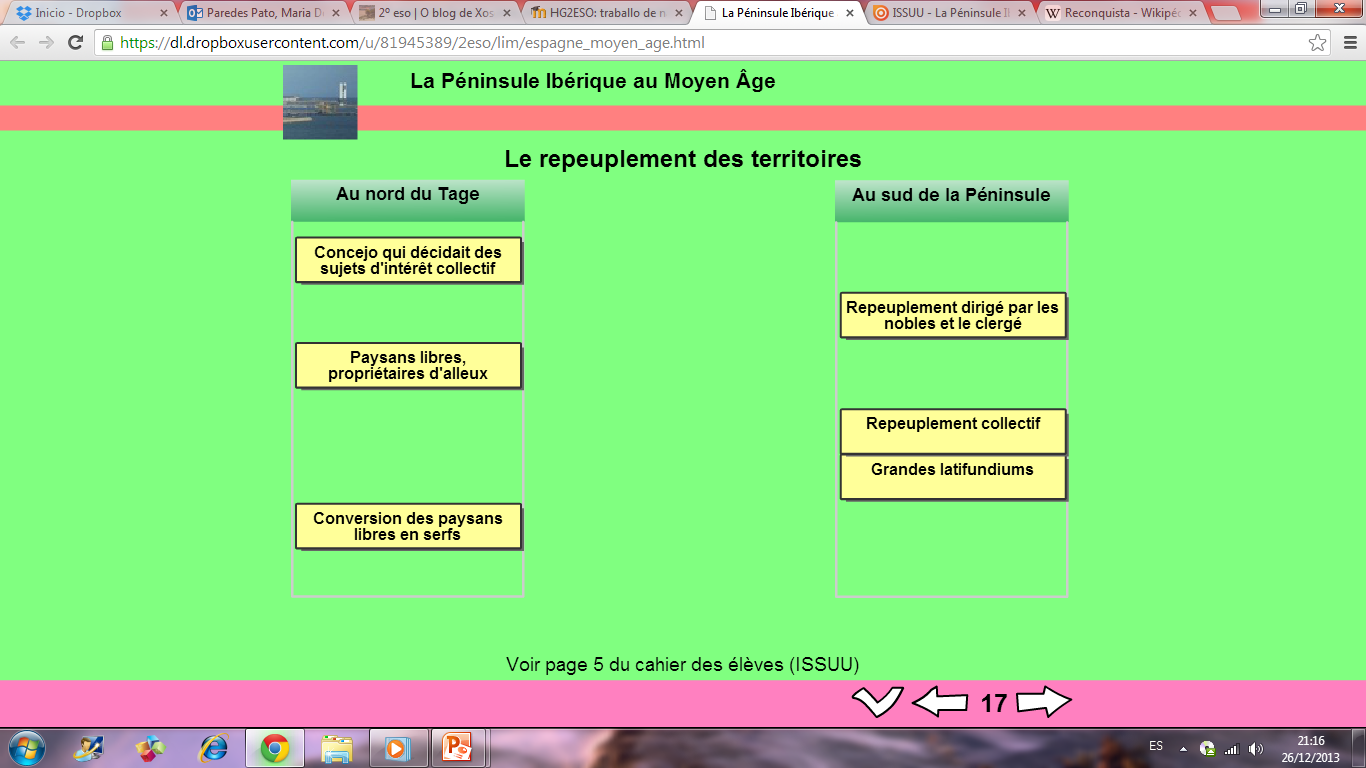 Inicio - Dropbox
Paredes Pato, Maria D
2º eso | O blog de Xos
HG2ESO: traballo de n
La Péninsule Ibérique
ISSUU - La Péninsule I
Reconquista - Wikipéd
https://dl.dropboxusercontent.com/u/81945389/2eso/lim/espagne_moyen_age.html
La Péninsule Ibérique au Moyen Âge
Le repeuplement des territoires
Au nord du Tage
Concejo qui décidait des
sujets d'intérêt collectif
Paysans libres,
propriétaires d'alleux
Conversion des paysans
libres en serfs
Au sud de la Péninsule
Repeuplement dirigé par les
nobles et le clergé
Repeuplement collectif
Grandes latifundiums
Voir page 5 du cahier des élèves (ISSUU)
17
ES
21:16
26/12/2013